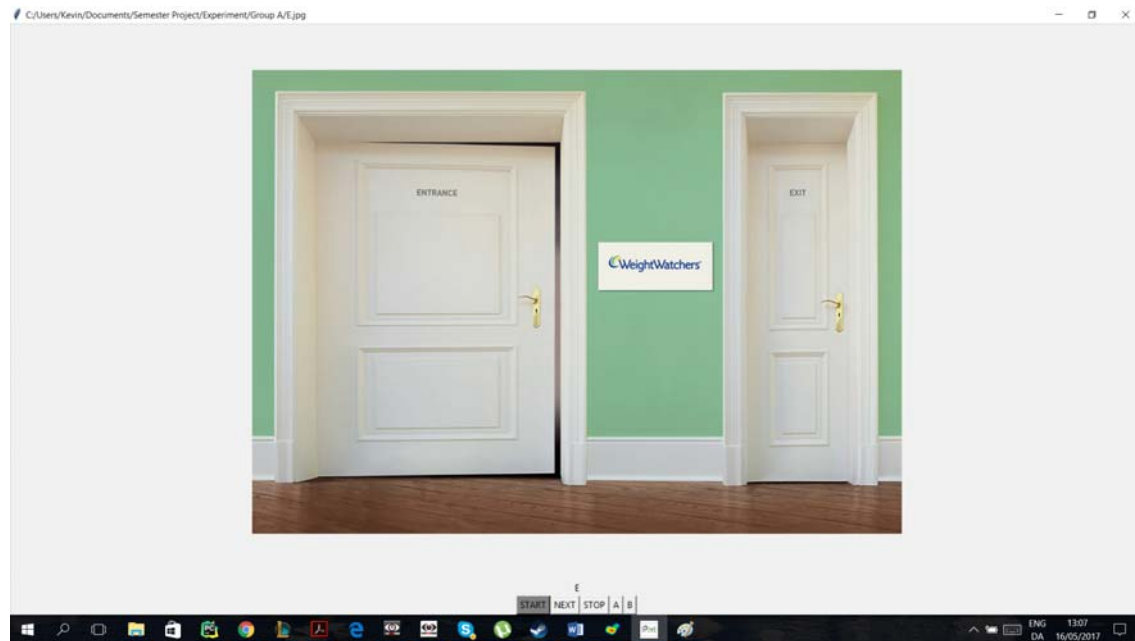 C:/Users/Kevin/Documents/Semester Project/Experiment/Group A/E.jpg
ENTRANCE
EXIT
WeightWatchers
E
START NEXT STOP A B
ENG 13:07
DA 16/05/2017